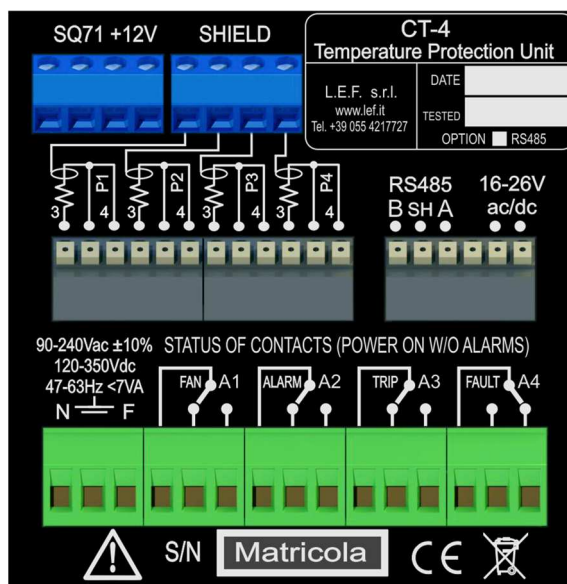 SQ71 +12V
SHIELD
CT-4
Temperature Protection Unit
L.E.F. s.r.l.
www.lef.it
Tel. +39 055 4217727
DATE
TESTED
OPTION RS485
3 P1 4
3 P2 4
3 P3 4
3 P4 4
RS485
B SH A
16-26V
ac/dc
90-240Vac ±10%
120-350Vdc
47-63Hz <7VA
N F
STATUS OF CONTACTS (POWER ON W/O ALARMS)
FAN A1
ALARM A2
TRIP A3
FAULT A4
S/N
Matricola
CE